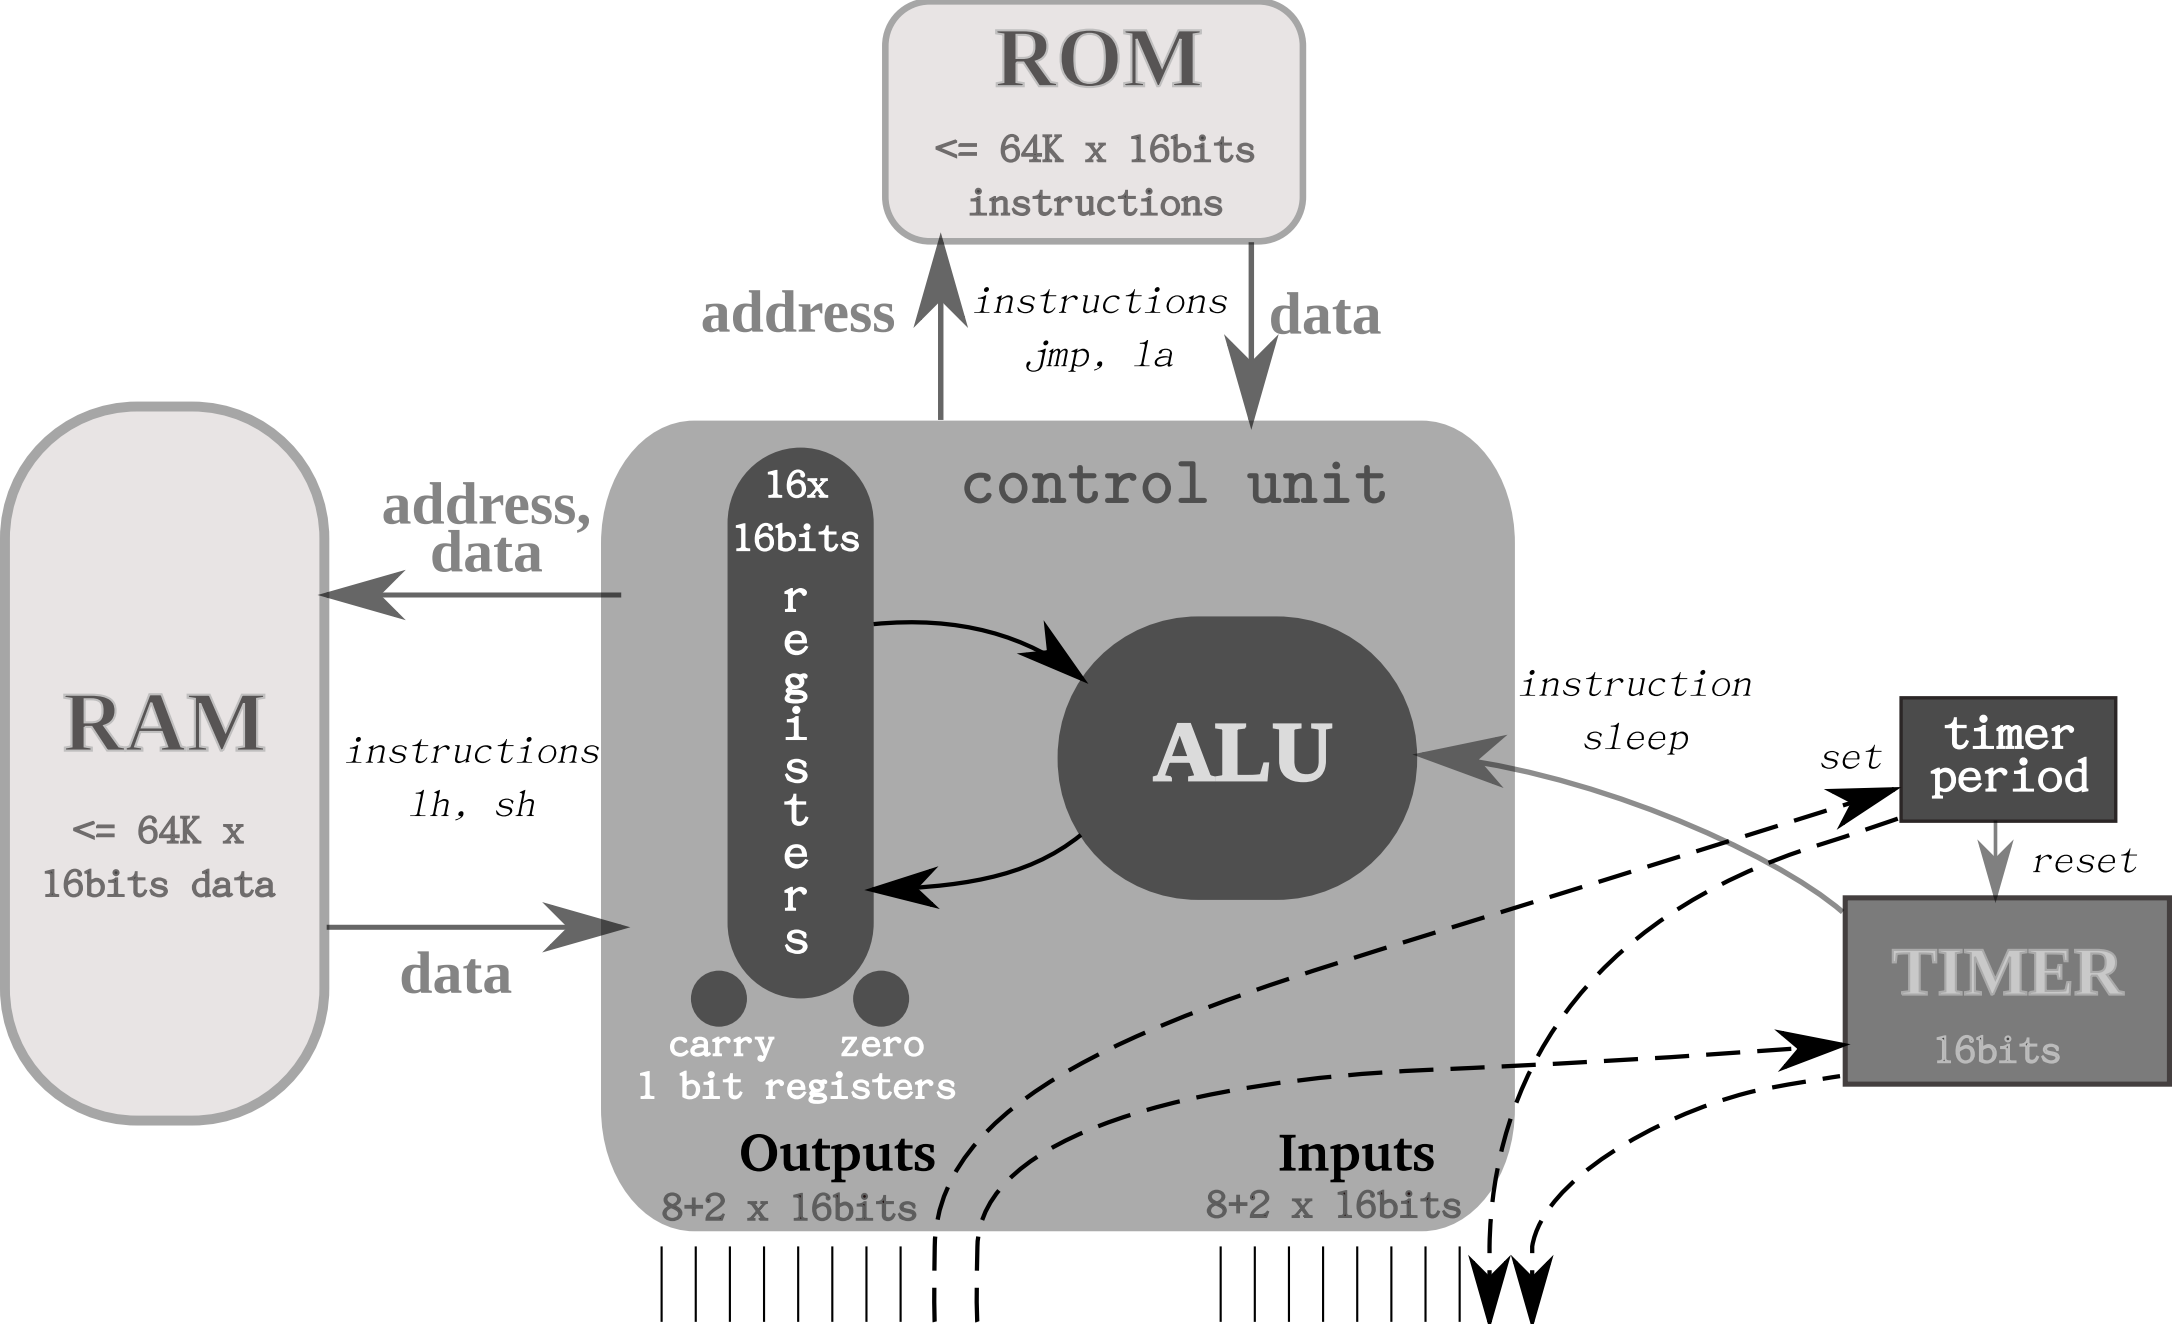 ROM
<= 64K x 16bits
instructions
address
instructions
jmp, la
data
control unit
16x
16bits
registers
address,
data
RAM
<= 64K x
16bits data
instructions
lh, sh
data
ALU
instruction
sleep
set
timer
period
reset
TIMER
16bits
carry
zero
1 bit registers
Outputs
8+2 x 16bits
Inputs
8+2 x 16bits